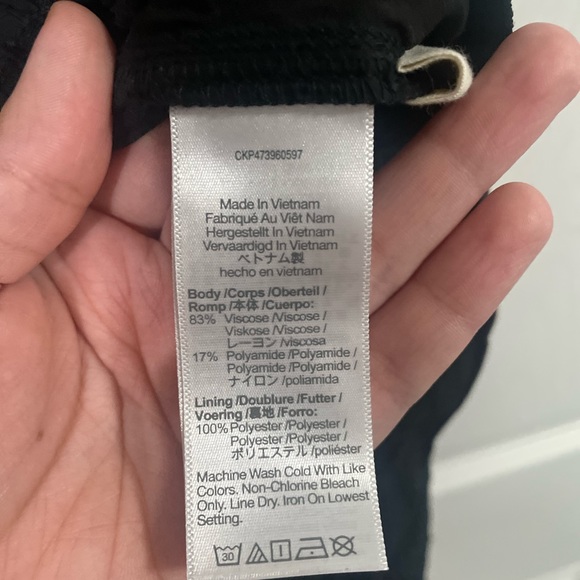 CKP473960597
Made In Vietnam
Fabriqué Au Viêt Nam
Hergestellt In Vietnam
Vervaardigd In Vietnam
ベトナム製
hecho en vietnam
Body /Corps /Oberteil /
Romp /本体 /Cuerpo:
83% Viscose /Viscose /
Viskose /Viscose /
レーヨン /viscosa
17% Polyamide /Polyamide /
Polyamide /Polyamide /
ナイロン /poliamida
Lining /Doublure /Futter /
Voering /裏地 /Forro:
100% Polyester /Polyester /
Polyester /Polyester /
ポリエステル /poliéster
Machine Wash Cold With Like
Colors. Non-Chlorine Bleach
Only. Line Dry. Iron On Lowest
Setting.
30